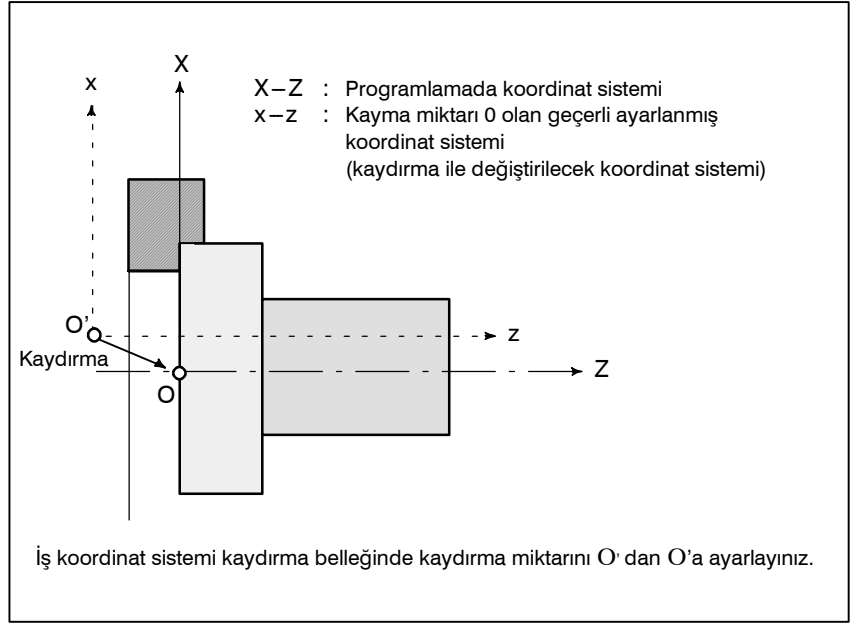 X
x
X–Z : Programlamada koordinat sistemi
x–z : Kayma miktarı 0 olan geçerli ayarlanmış
koordinat sistemi
(kaydırma ile değiştirilecek koordinat sistemi)
O'
z
Kaydırma
Z
O
İş koordinat sistemi kaydırma belleğinde kaydırma miktarını O' dan O'a ayarlayınız.